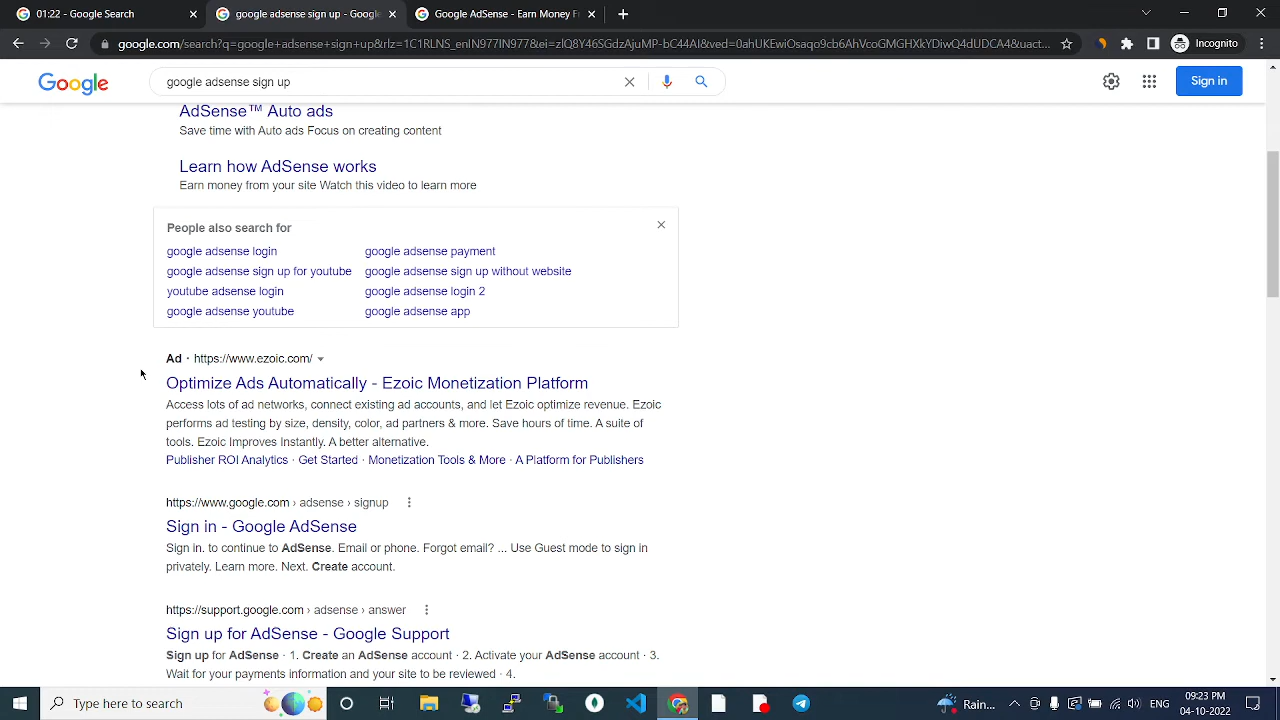 01:22 - Google Search
google adsense sign up - Google
Google AdSense - Earn Money F
google.com/search?q=google+adsense+sign+up&rlz=1C1RLNS_enIN977IN977&ei=zlQ8Y46SGdzAjuMP-bC44AI&ved=0ahUKEwiOsaqo9cb6AhVcoGMGHXkYDiwQ4dUDCA4&uact...
Incognito
Google
google adsense sign up
Sign in
AdSense™ Auto ads
Save time with Auto ads Focus on creating content
Learn how AdSense works
Earn money from your site Watch this video to learn more
People also search for
google adsense login
google adsense payment
google adsense sign up for youtube
google adsense sign up without website
youtube adsense login
google adsense login 2
google adsense youtube
google adsense app
Ad · https://www.ezoic.com/
Optimize Ads Automatically - Ezoic Monetization Platform
Access lots of ad networks, connect existing ad accounts, and let Ezoic optimize revenue. Ezoic
performs ad testing by size, density, color, ad partners & more. Save hours of time. A suite of
tools. Ezoic Improves Instantly. A better alternative.
Publisher ROI Analytics · Get Started · Monetization Tools & More · A Platform for Publishers
https://www.google.com › adsense › signup
Sign in - Google AdSense
Sign in. to continue to AdSense. Email or phone. Forgot email? ... Use Guest mode to sign in
privately. Learn more. Next. Create account.
https://support.google.com › adsense › answer
Sign up for AdSense - Google Support
Sign up for AdSense · 1. Create an AdSense account · 2. Activate your AdSense account · 3.
Wait for your payments information and your site to be reviewed · 4.
Type here to search
Rain...
ENG
09:23 PM
04-10-2022